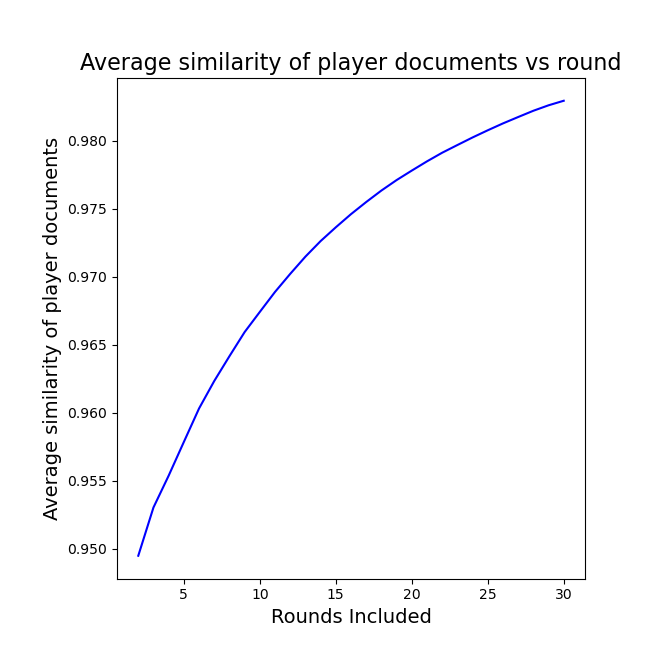 Average similarity of player documents vs round
Average similarity of player documents
0.980
0.975
0.970
0.965
0.960
0.955
0.950
5 10 15 20 25 30
Rounds Included